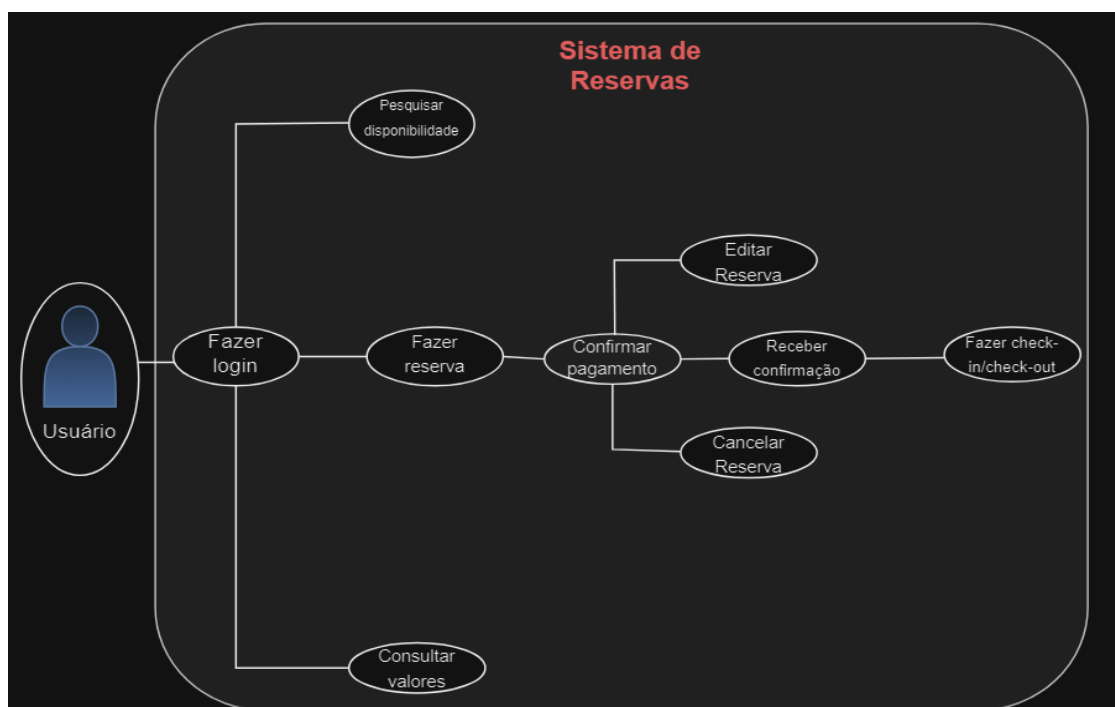 Sistema de
Reservas
Pesquisar
disponibilidade
Editar
Reserva
Usuário
Fazer
login
Fazer
reserva
Confirmar
pagamento
Receber
confirmação
Fazer check-
in/check-out
Cancelar
Reserva
Consultar
valores